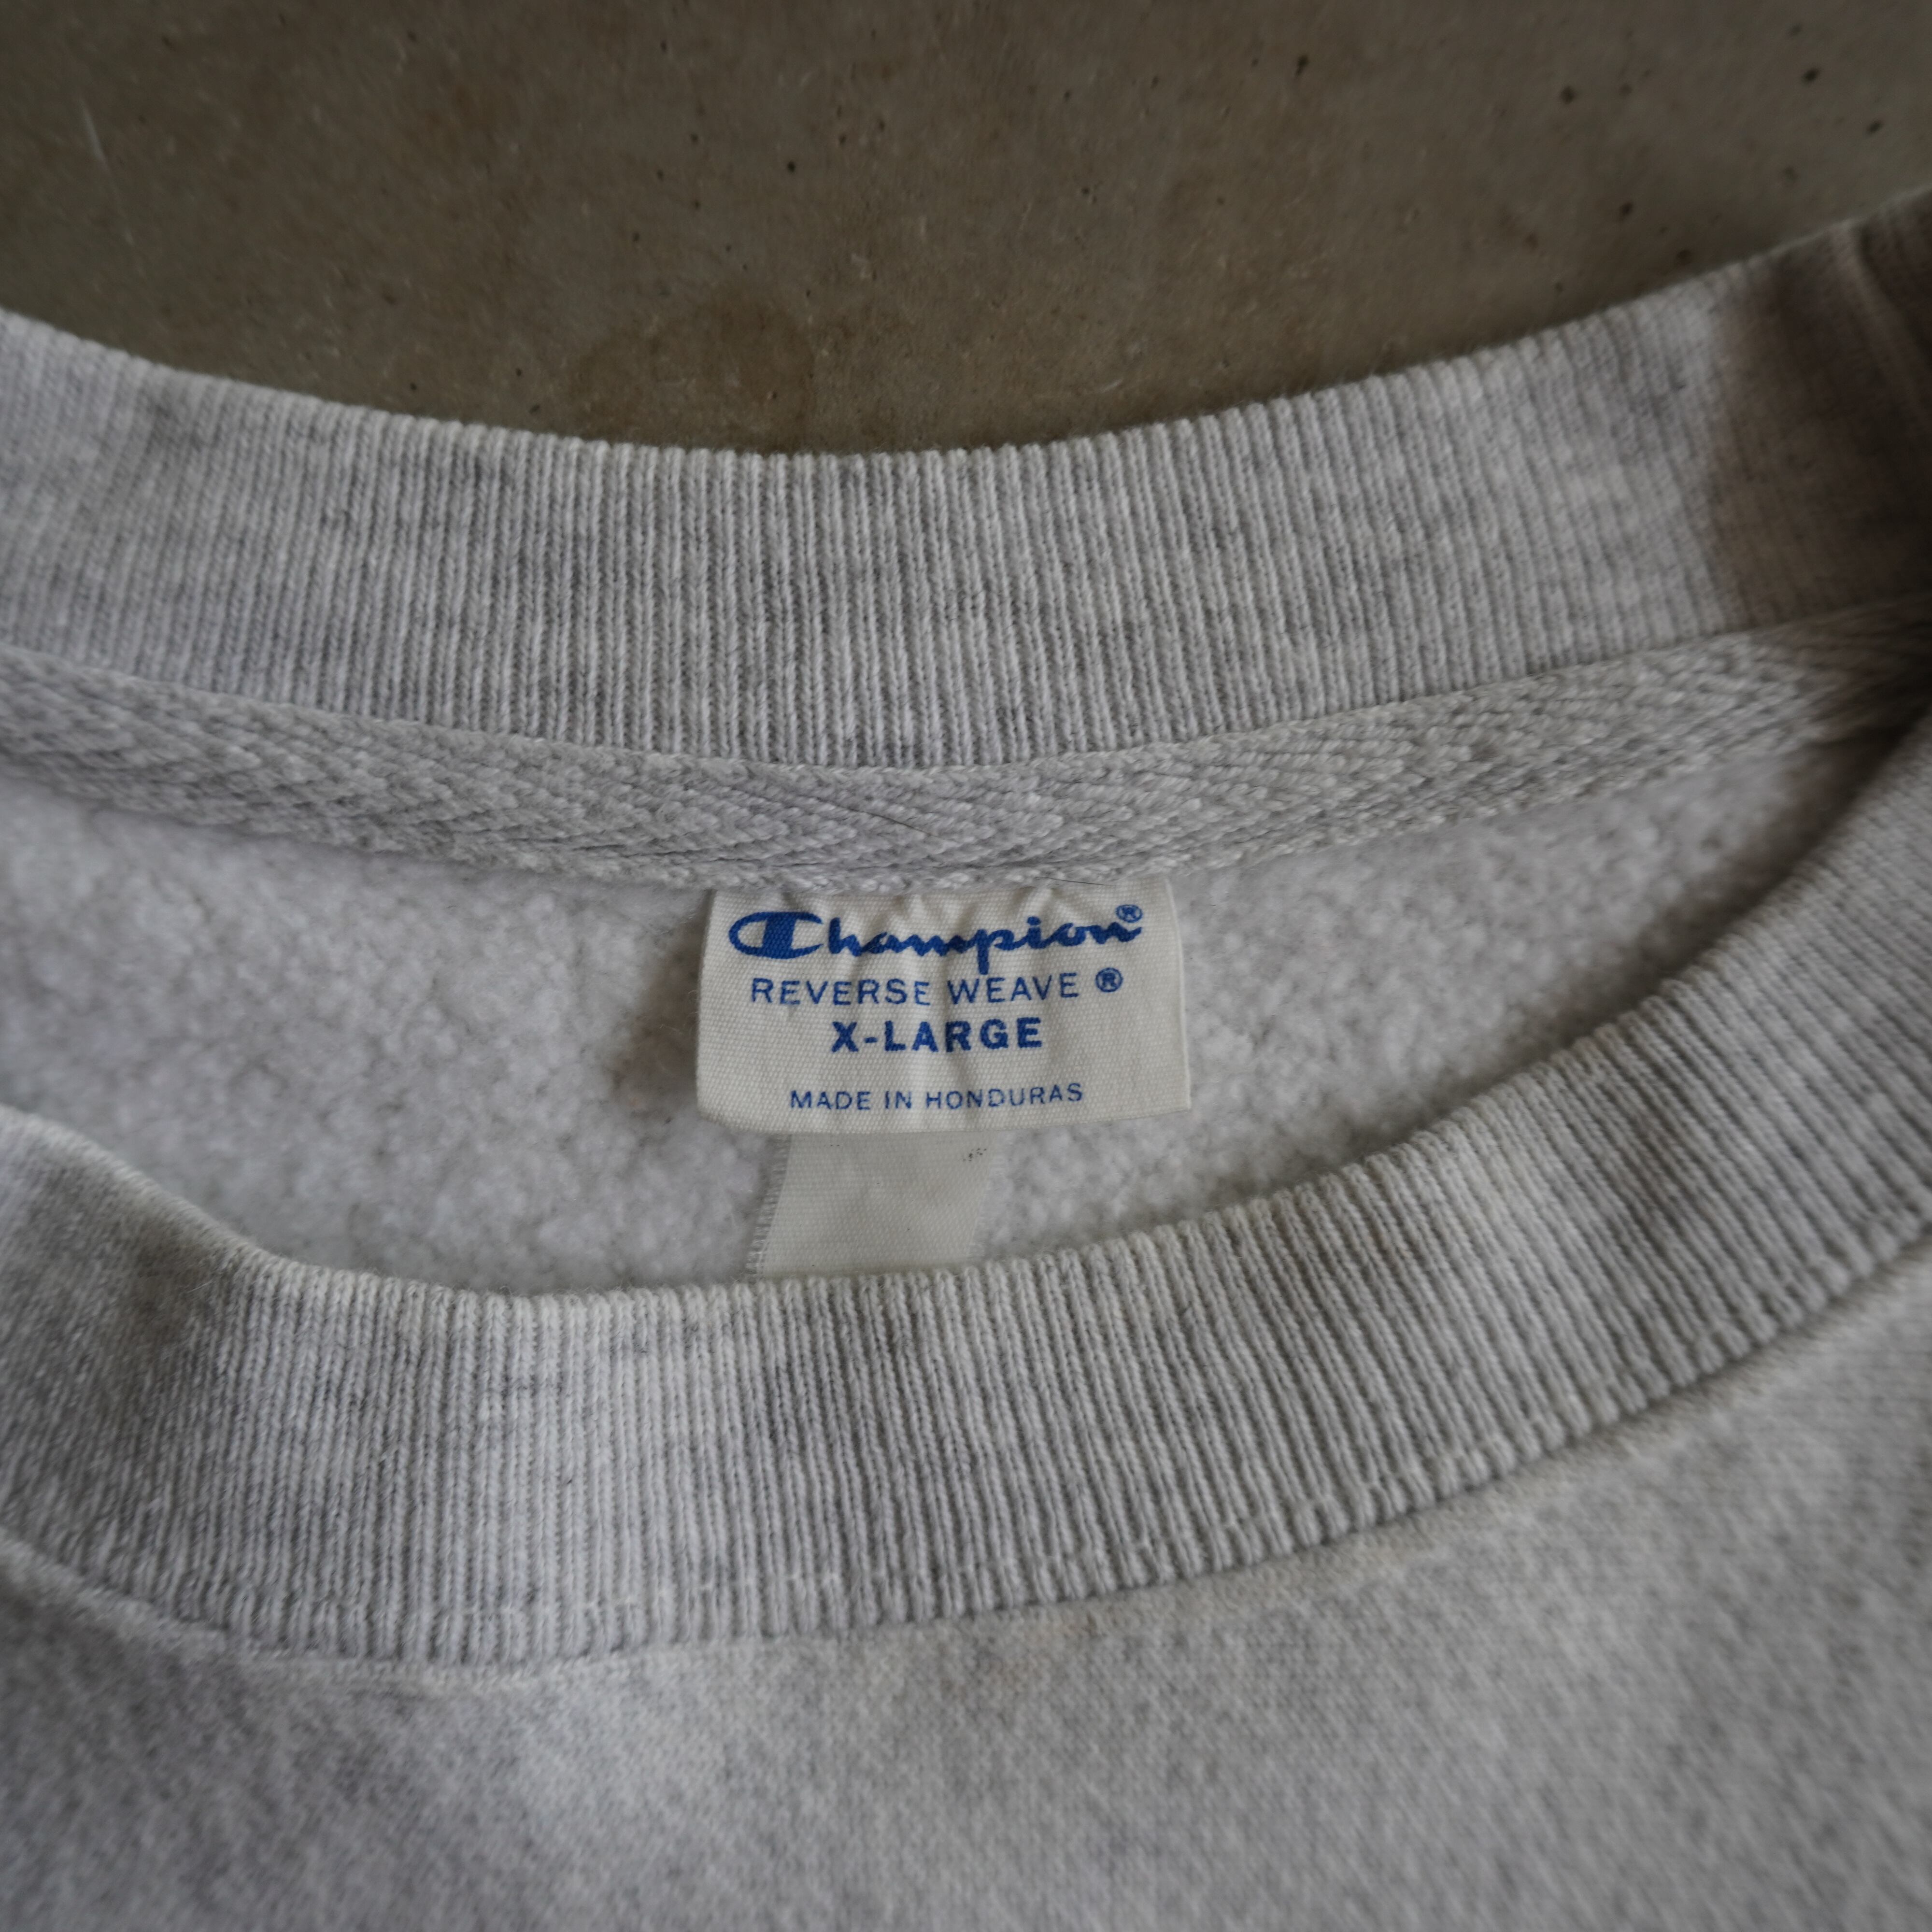 Champion®
REVERSE WEAVE ®
X-LARGE
MADE IN HONDURAS